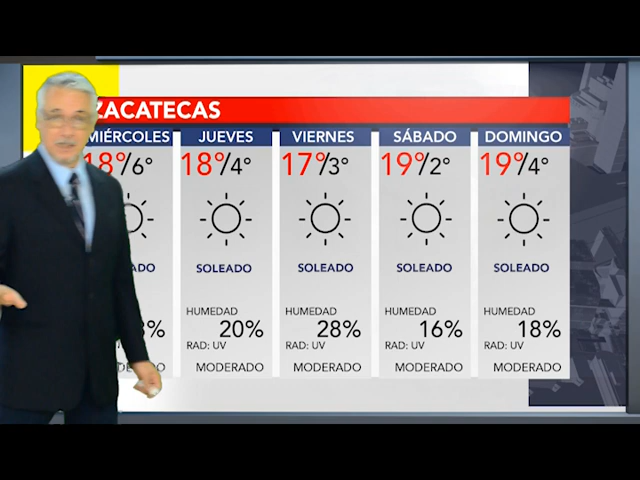 ZACATECAS
MIÉRCOLES JUEVES VIERNES SÁBADO DOMINGO
18°/6° 18°/4° 17°/3° 19°/2° 19°/4°
SOLEADO SOLEADO SOLEADO SOLEADO
HUMEDAD HUMEDAD HUMEDAD HUMEDAD
20% 28% 16% 18%
RAD: UV RAD: UV RAD: UV RAD: UV
MODERADO MODERADO MODERADO MODERADO